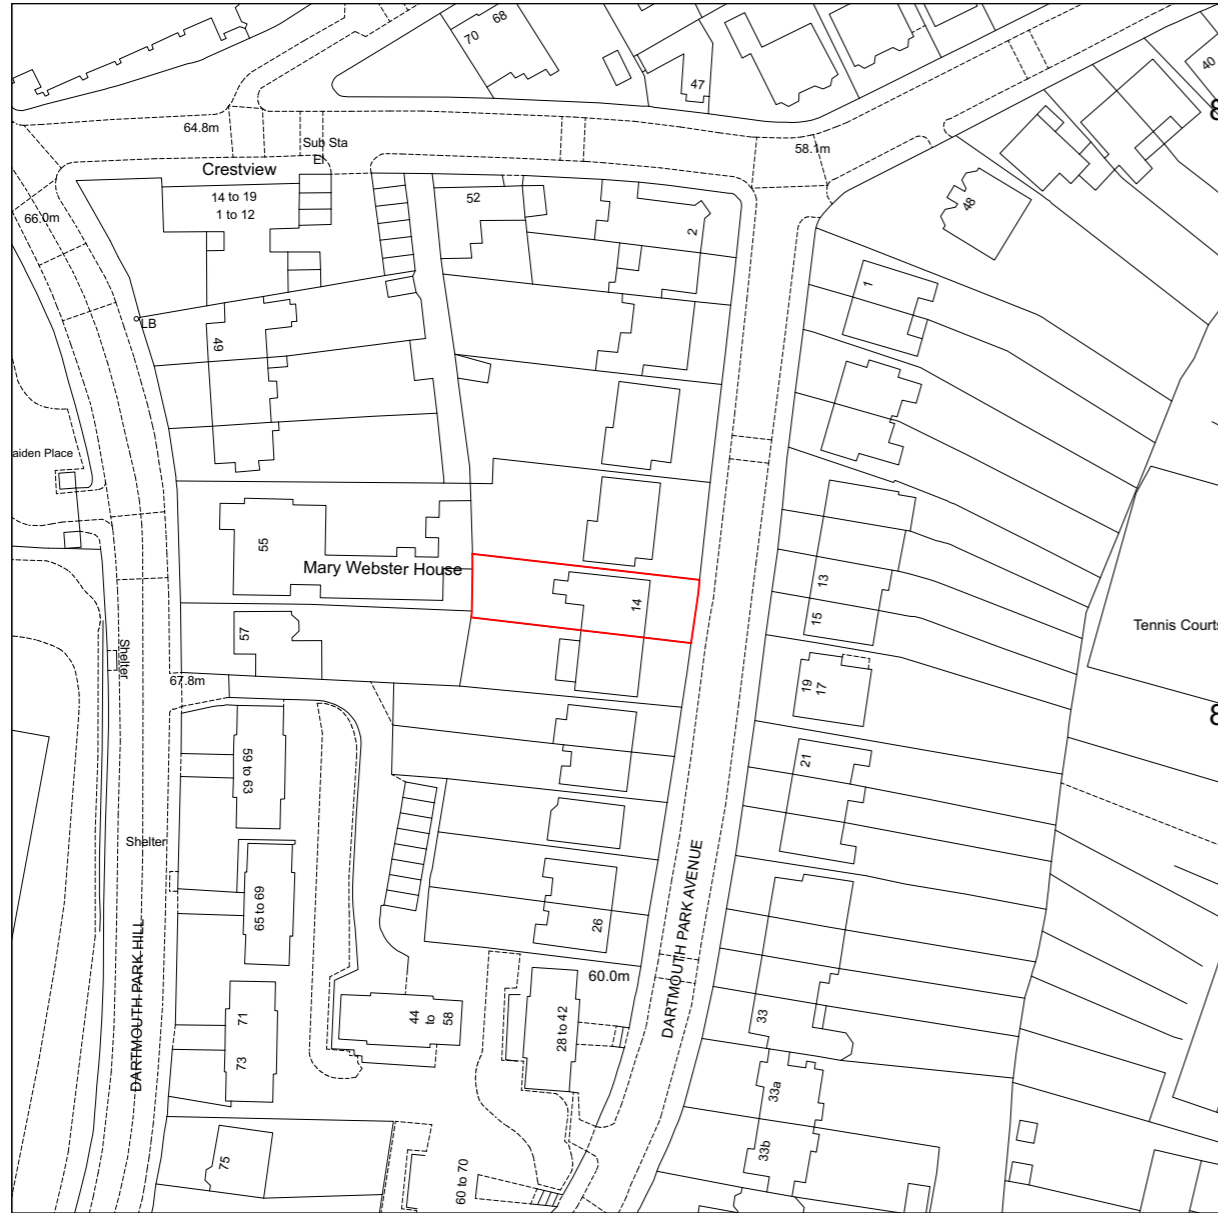 68
70
47
40
64.8m
Sub Sta
El
58.1m
Crestview
14 to 19
1 to 12
52
48
66.0m
2
1
LB
49
aiden Place
55
Mary Webster House
14
13
15
Tennis Courts
57
Shelter
67.8m
19
17
59 to 63
21
Shelter
DARTMOUTH PARK AVENUE
65 to 69
26
DARTMOUTH PARK HILL
60.0m
71
73
44
to
58
28 to 42
33
33a
33b
75
60 to 70